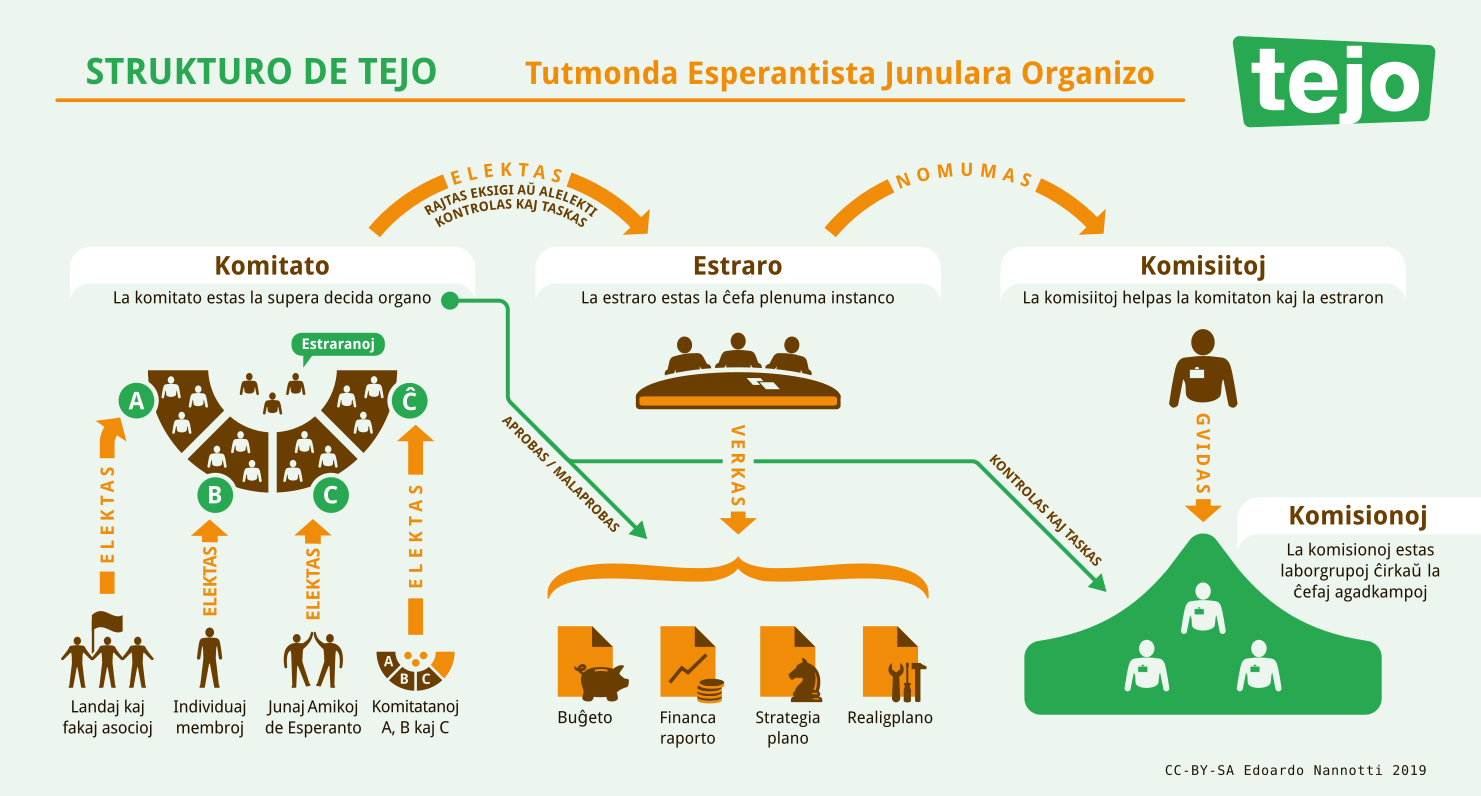 STRUKTURO DE TEJO
Tutmonda Esperantista Junulara Organizo
tejo
ELEKTAS
RAJTAS EKSIGI AŬ ALELEKTI
KONTROLAS KAJ TASKAS
NOMUMAS
Komitato
La komitato estas la supera decida organo
Estraro
La estraro estas la ĉefa plenuma instanco
Komisiitoj
La komisiitoj helpas la komitaton kaj la estraron
Estraranoj
A
B
C
Ĉ
ELEKTAS
ELEKTAS
ELEKTAS
ELEKTAS
A
B
C
Landaj kaj
fakaj asocioj
Individuaj
membroj
Junaj Amikoj
de Esperanto
Komitatanoj
A, B kaj C
APROBAS / MALAPROBAS
VERKAS
KONTROLAS KAJ TASKAS
Buĝeto
Financa
raporto
Strategia
plano
Realigplano
GVIDAS
Komisionoj
La komisionoj estas
laborgrupoj ĉirkaŭ la
ĉefaj agadkampoj
CC-BY-SA Edoardo Nannotti 2019